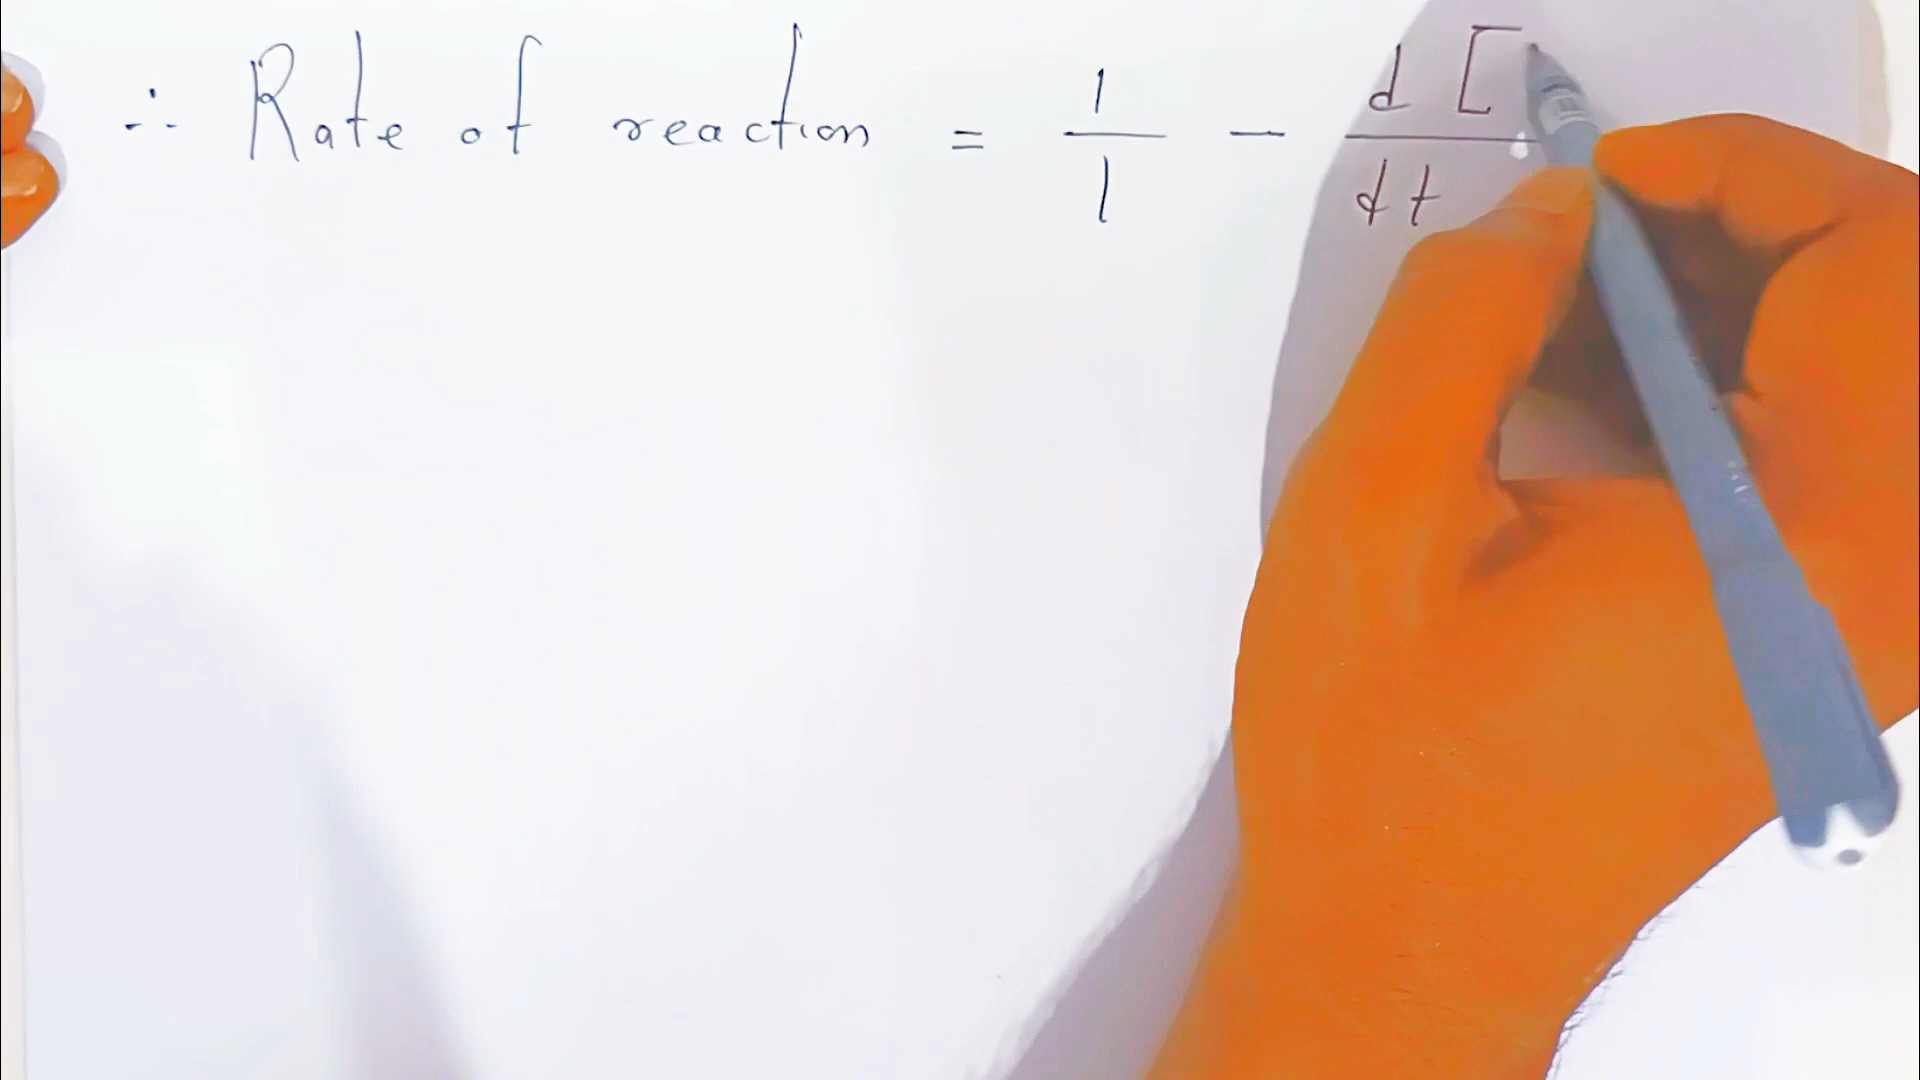 ∴ Rate of reaction = 1/1 - d [/dt